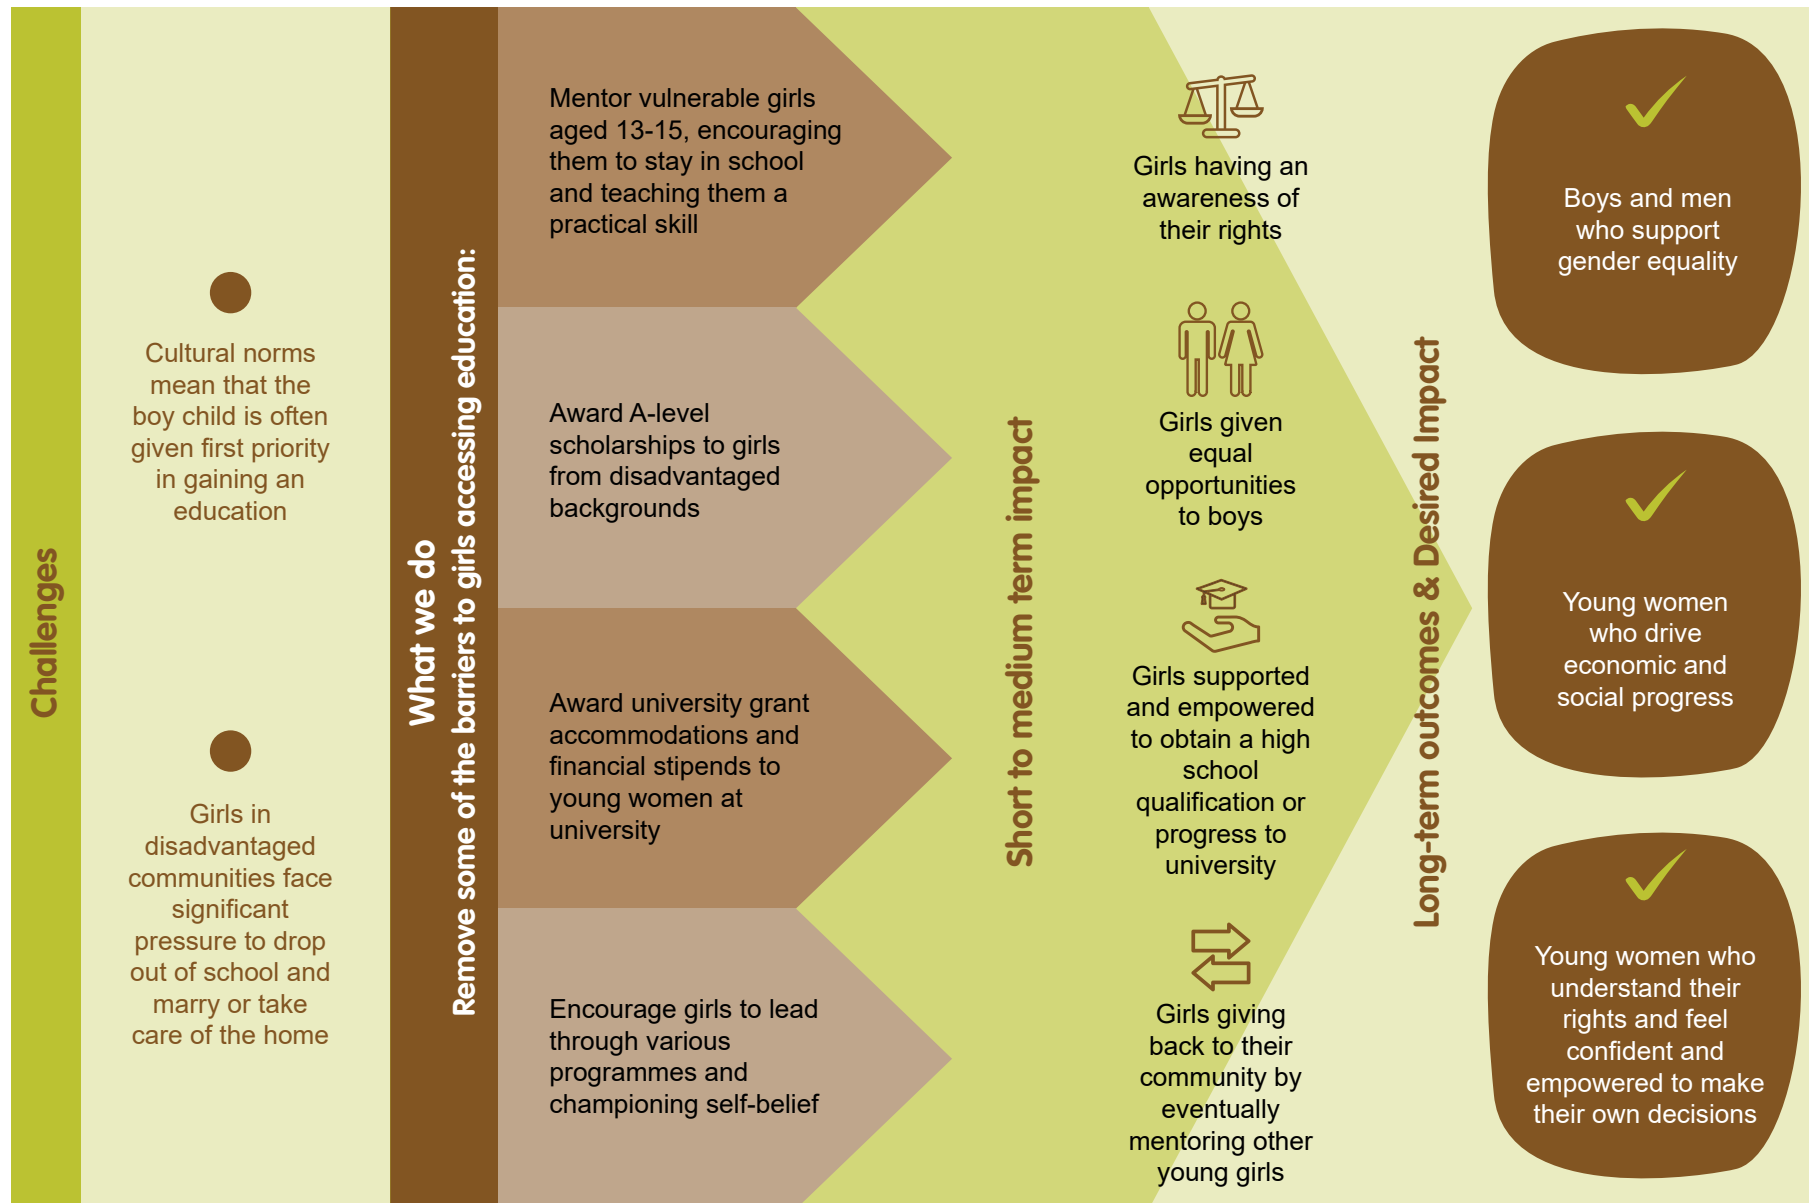 Challenges
Cultural norms
mean that the
boy child is often
given first priority
in gaining an
education
Girls in
disadvantaged
communities face
significant
pressure to drop
out of school and
marry or take
care of the home
What we do
Remove some of the barriers to girls accessing education:
Mentor vulnerable girls
aged 13-15, encouraging
them to stay in school
and teaching them a
practical skill
Award A-level
scholarships to girls
from disadvantaged
backgrounds
Award university grant
accommodations and
financial stipends to
young women at
university
Encourage girls to lead
through various
programmes and
championing self-belief
Short to medium term impact
Girls having an
awareness of
their rights
Girls given
equal
opportunities
to boys
Girls supported
and empowered
to obtain a high
school
qualification or
progress to
university
Girls giving
back to their
community by
eventually
mentoring other
young girls
Long-term outcomes & Desired Impact
Boys and men
who support
gender equality
Young women
who drive
economic and
social progress
Young women who
understand their
rights and feel
confident and
empowered to make
their own decisions